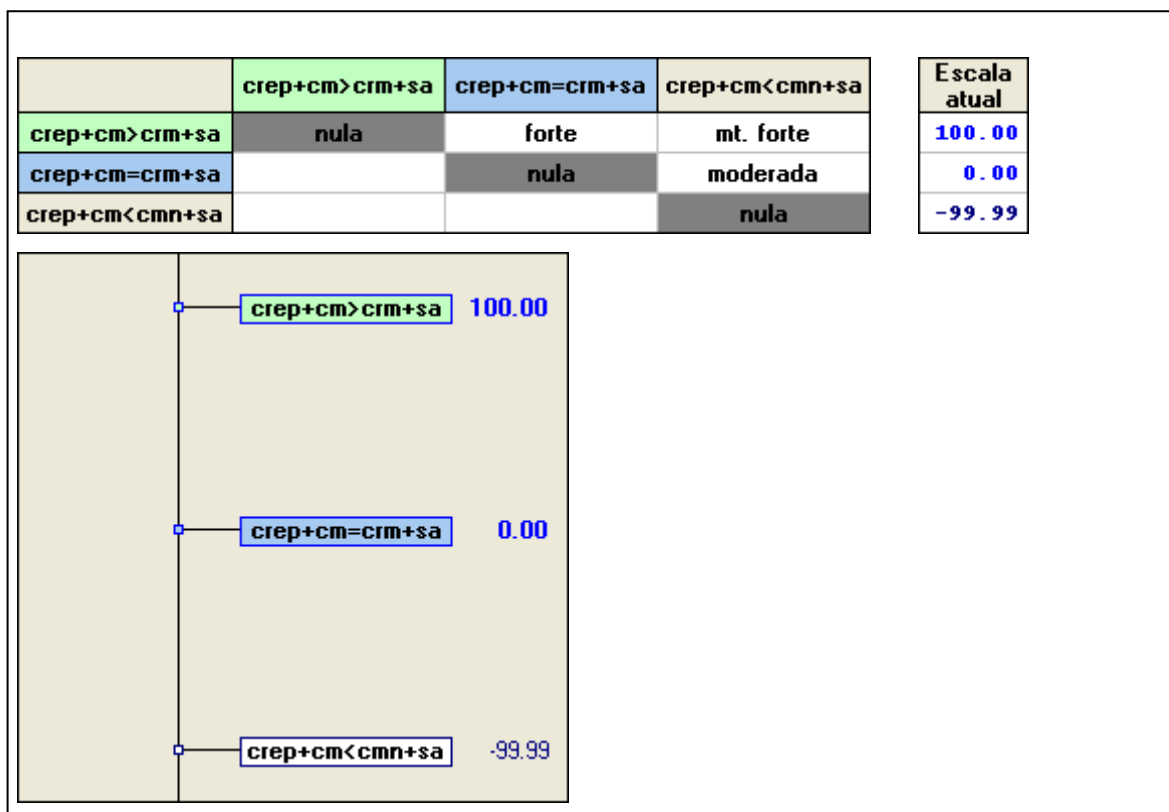 crep+cm>crm+sa crep+cm=crm+sa crep+cm<cmn+sa Escala
atual
crep+cm>crm+sa nula forte mt. forte 100.00
crep+cm=crm+sa nula moderada 0.00
crep+cm<cmn+sa nula -99.99
crep+cm>crm+sa 100.00
crep+cm=crm+sa 0.00
crep+cm<cmn+sa -99.99